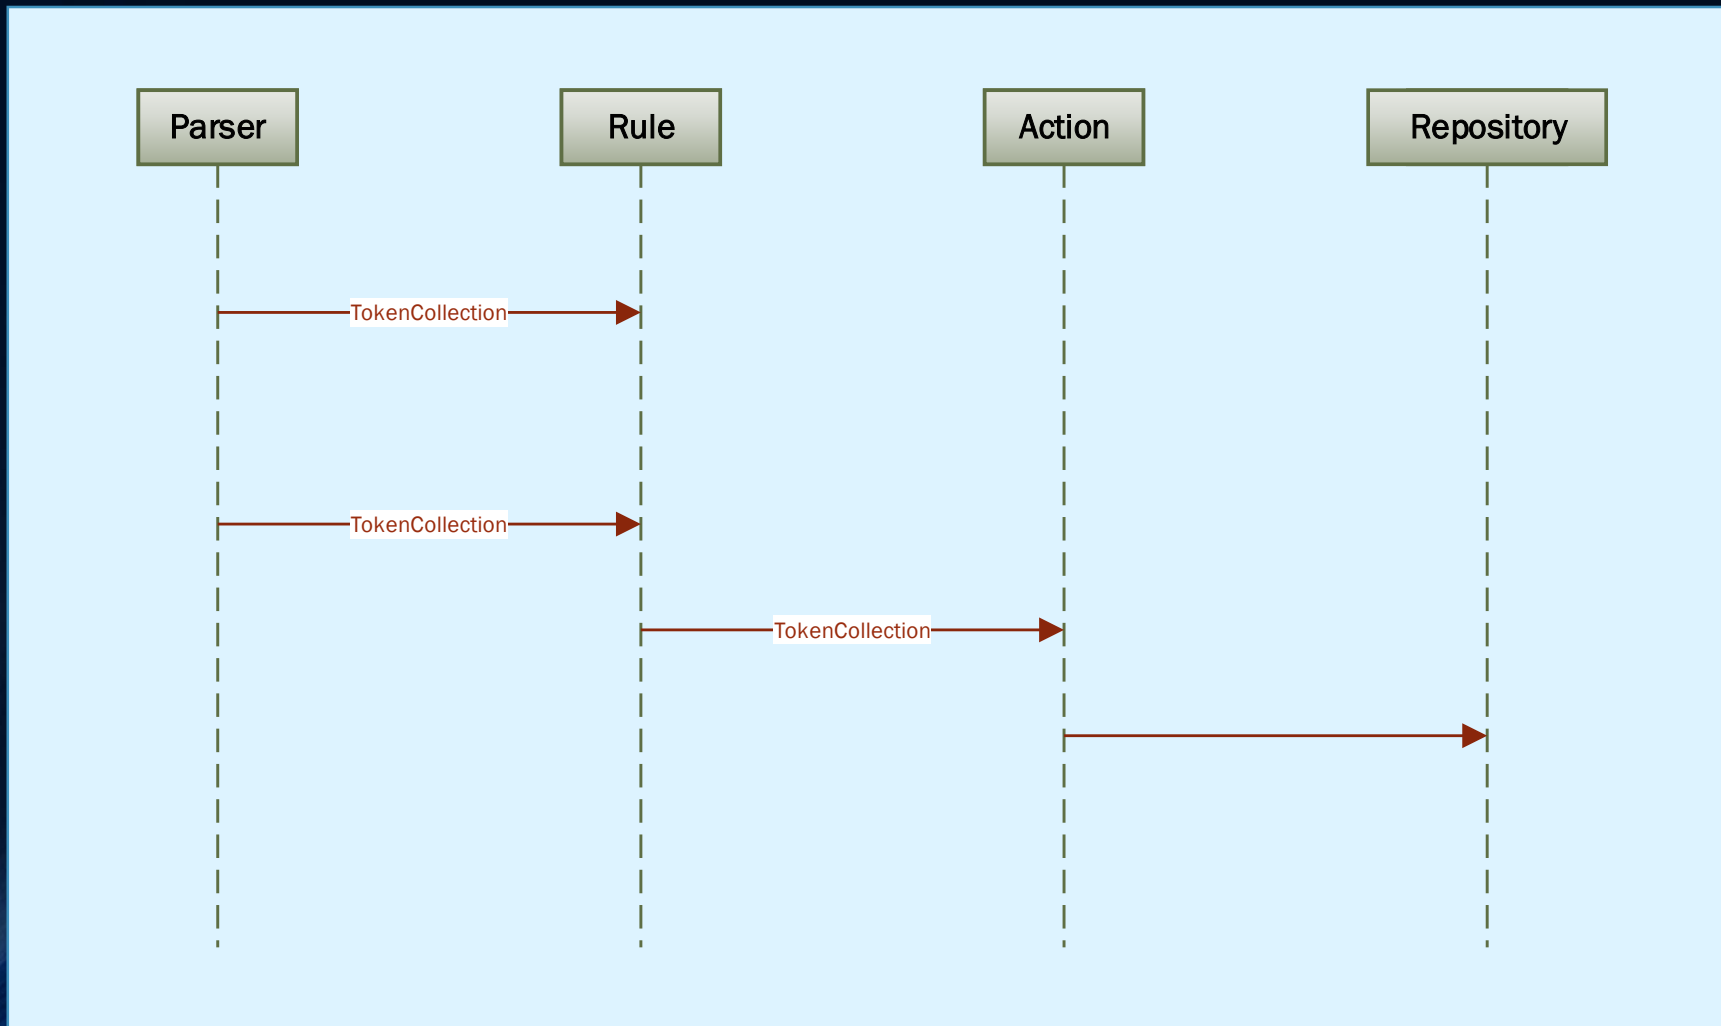 Parser
Rule
Action
Repository
TokenCollection
TokenCollection
TokenCollection